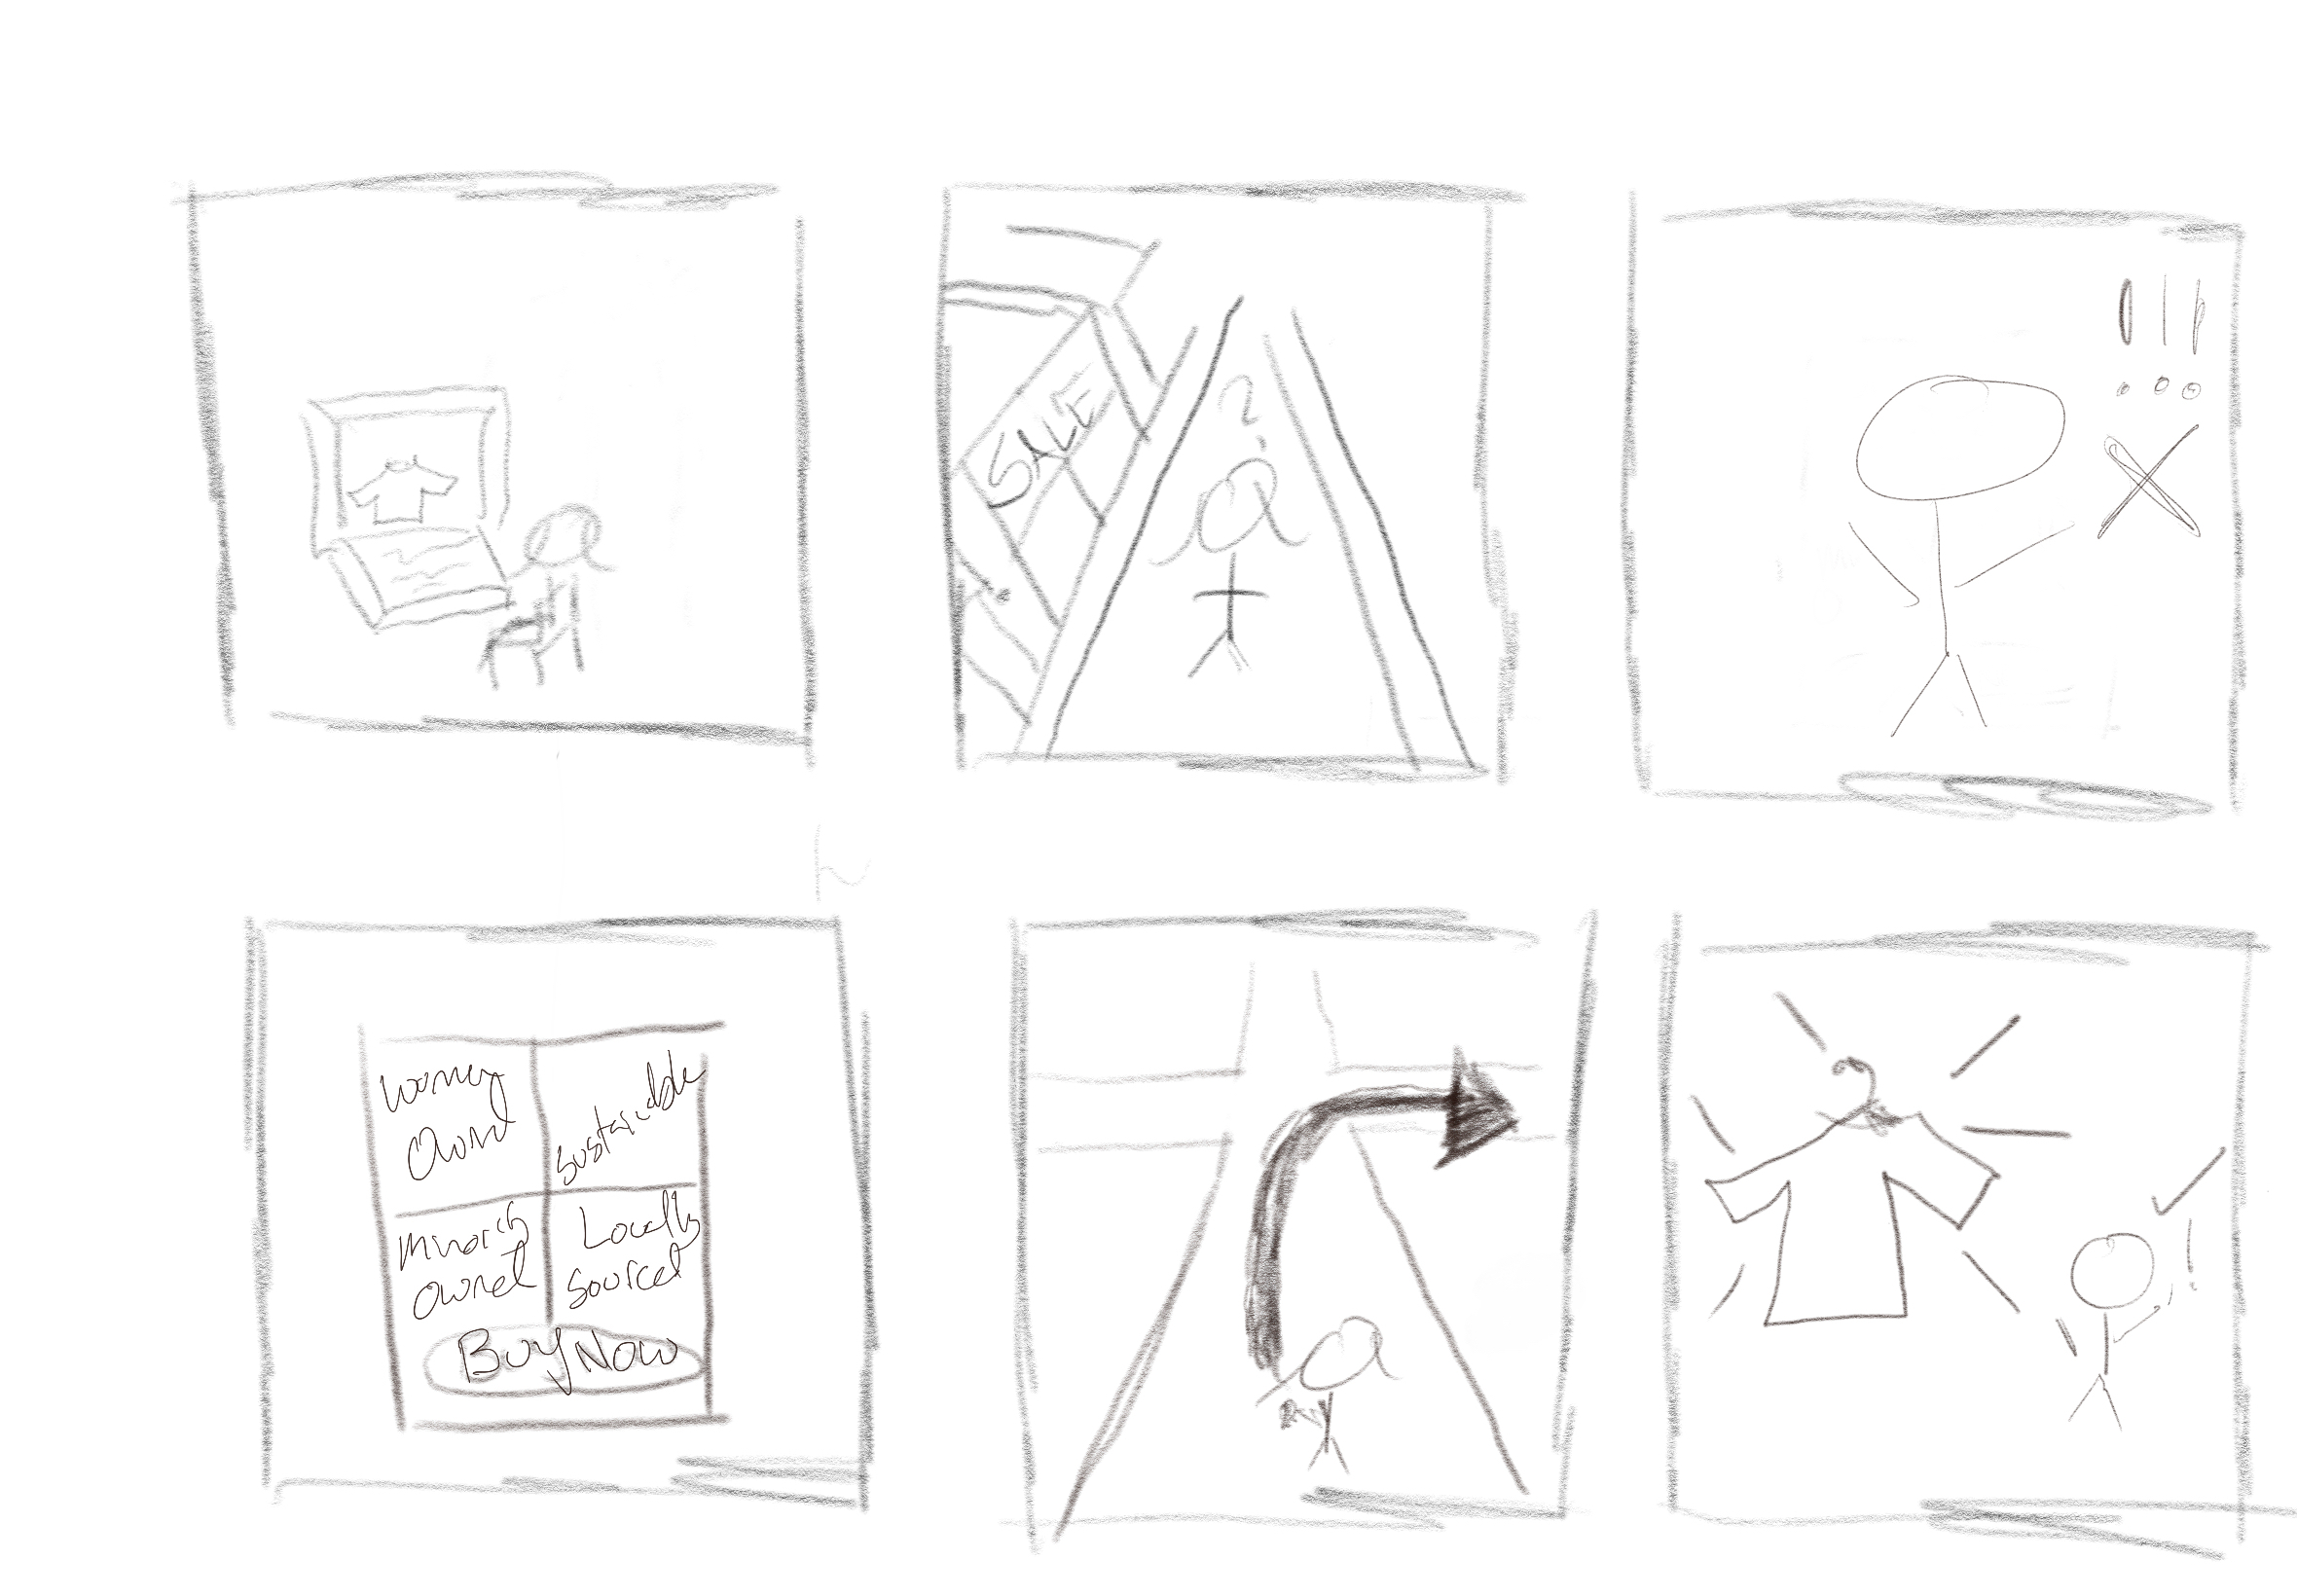 ?
SALE
!!!
X
Women
Owned
Sustainable
Minority
Owned
Locally
Sourced
Buy Now
!